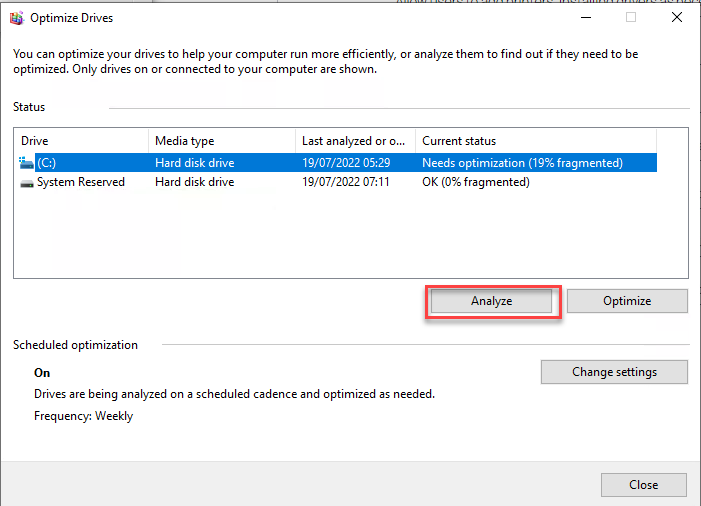 Optimize Drives
You can optimize your drives to help your computer run more efficiently, or analyze them to find out if they need to be
optimized. Only drives on or connected to your computer are shown.
Status
Drive Media type Last analyzed or o... Current status
(C:) Hard disk drive 19/07/2022 05:29 Needs optimization (19% fragmented)
System Reserved Hard disk drive 19/07/2022 07:11 OK (0% fragmented)
Analyze Optimize
Scheduled optimization
On Change settings
Drives are being analyzed on a scheduled cadence and optimized as needed.
Frequency: Weekly
Close